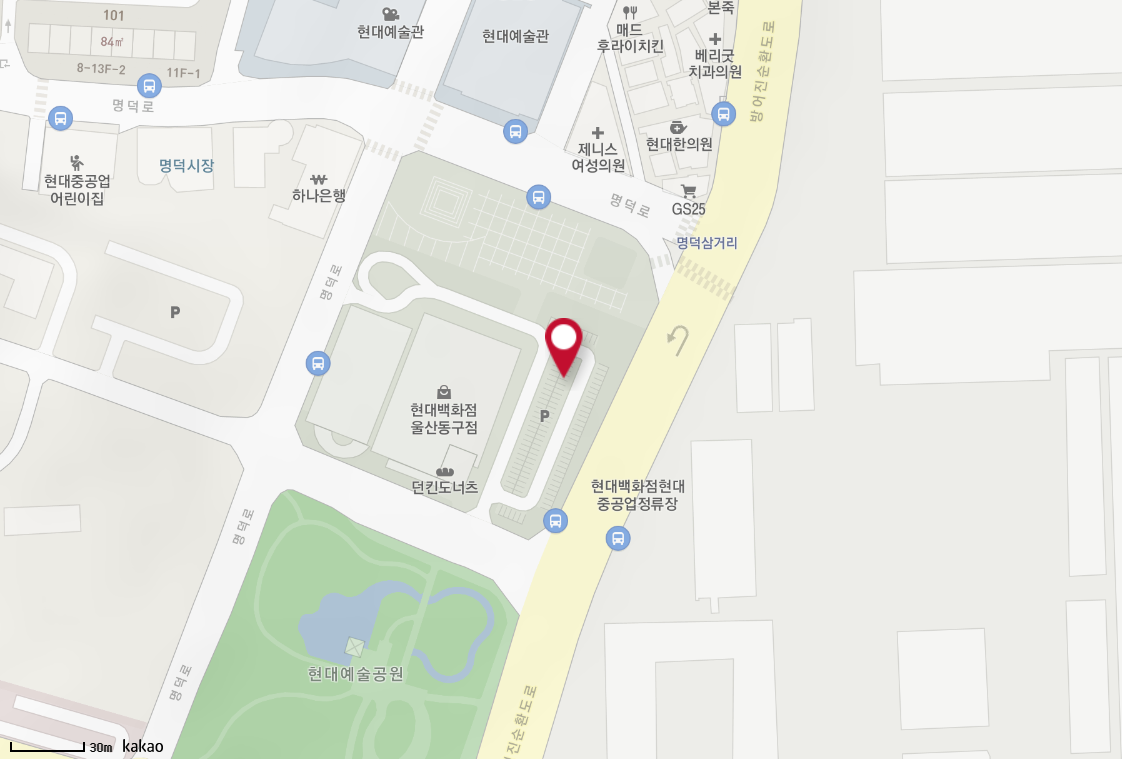 101
84㎡
8~13F-2
11F-1
현대예술관
현대예술관
매드
후라이치킨
본죽
베리굿
치과의원
방어진순환도로
명덕로
현대중공업
어린이집
명덕시장
하나은행
제니스
여성의원
현대한의원
GS25
명덕로
명덕삼거리
명덕로
P
현대백화점
울산동구점
P
던킨도너츠
현대백화점현대
중공업정류장
명덕로
현대예술공원
명덕로
진순환도로
30m kakao